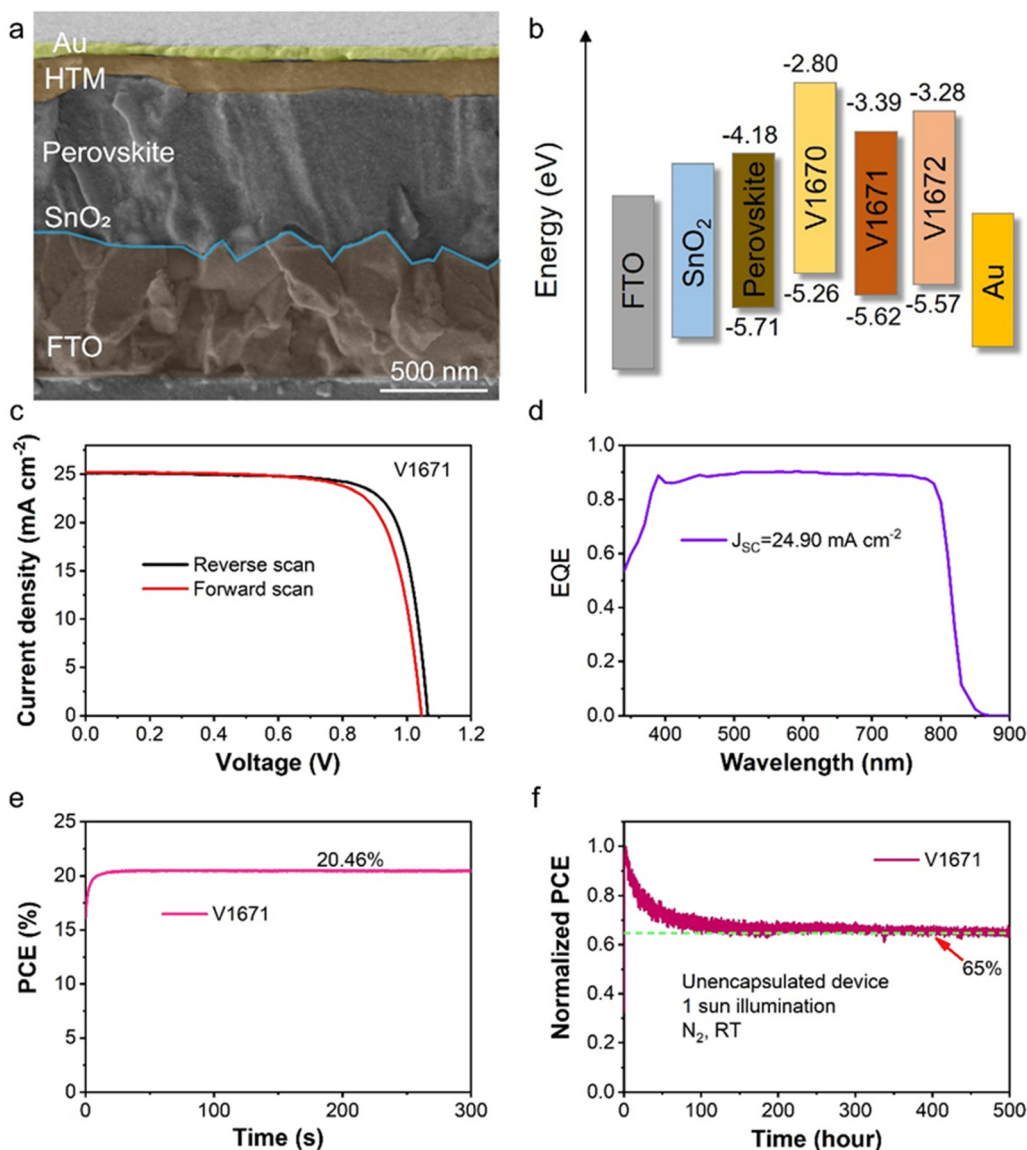 a
Au
HTM
Perovskite
SnO₂
FTO
500 nm
b
Energy (eV)
FTO
SnO₂
-4.18
Perovskite
-5.71
-2.80
V1670
-5.26
-3.39
V1671
-5.62
-3.28
V1672
-5.57
Au
c
Current density (mA cm⁻²)
25
20
15
10
5
0
V1671
Reverse scan
Forward scan
0.0 0.2 0.4 0.6 0.8 1.0 1.2
Voltage (V)
d
EQE
1.0
0.8
0.6
0.4
0.2
0.0
J_SC=24.90 mA cm⁻²
400 500 600 700 800 900
Wavelength (nm)
e
PCE (%)
25
20
15
10
5
0
20.46%
V1671
0 100 200 300
Time (s)
f
Normalized PCE
1.0
0.8
0.6
0.4
0.2
0.0
V1671
65%
Unencapsulated device
1 sun illumination
N₂, RT
0 100 200 300 400 500
Time (hour)